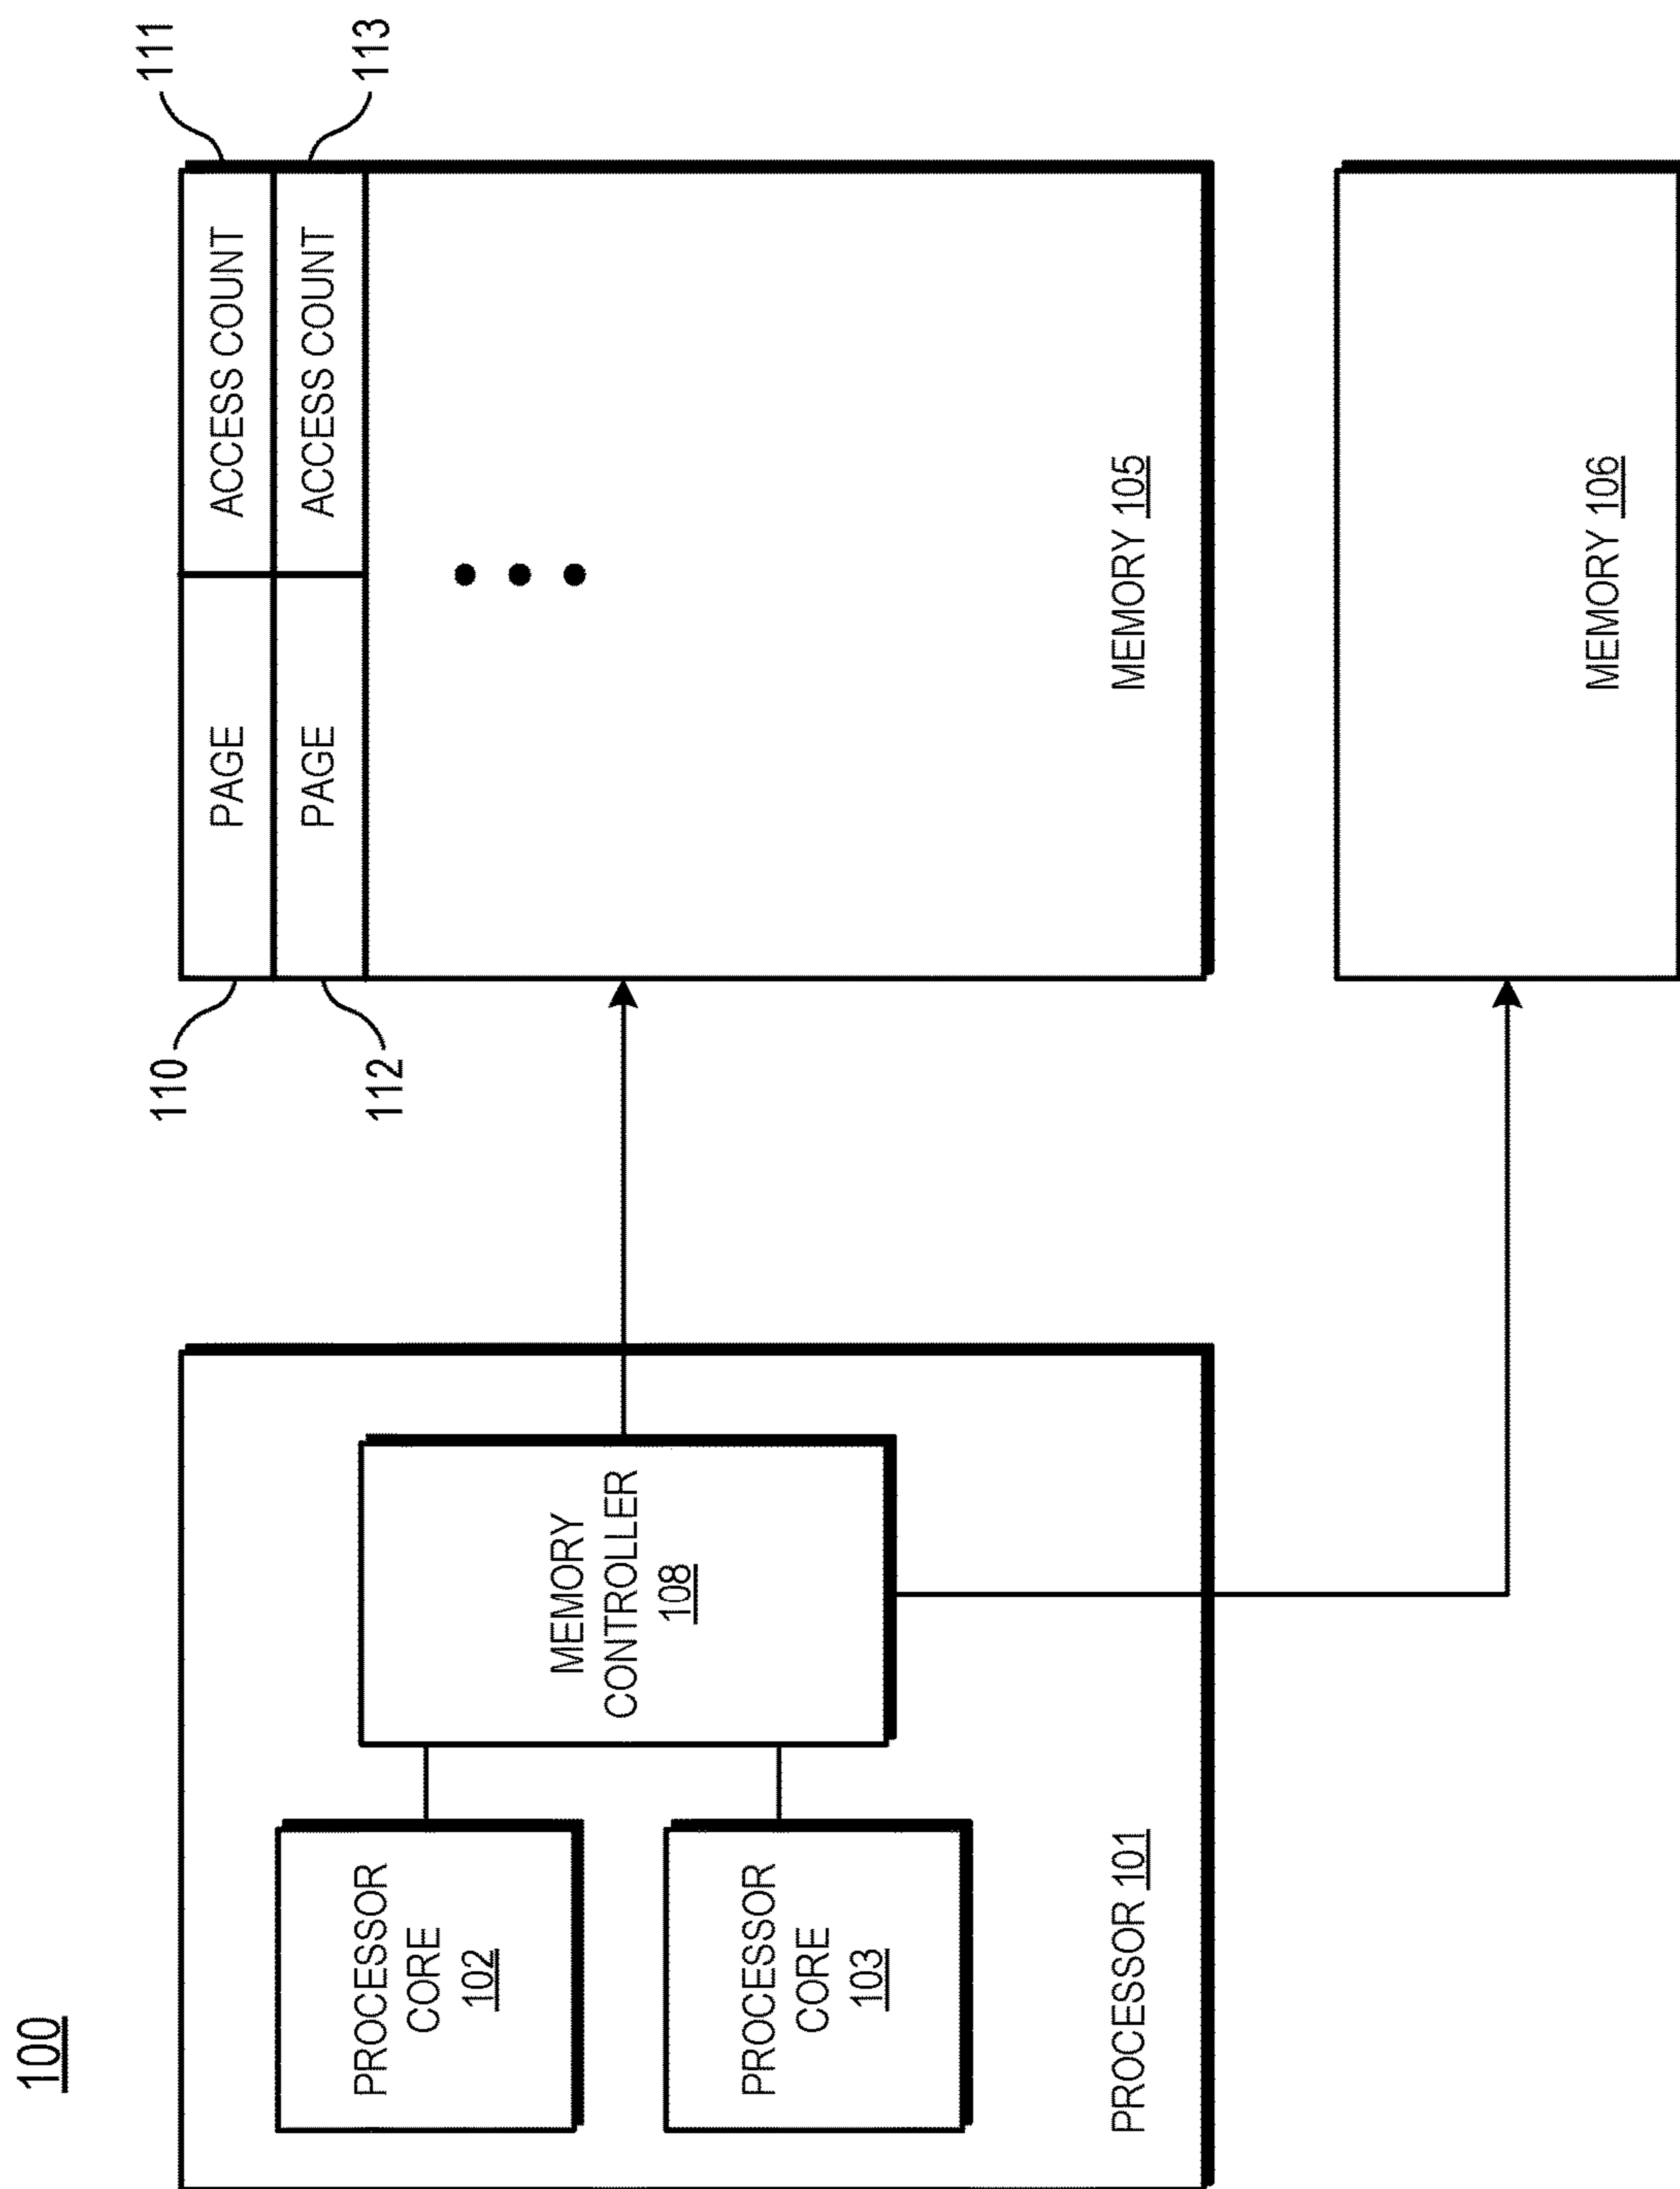 100
PROCESSOR
CORE
102
PROCESSOR
CORE
103
MEMORY
CONTROLLER
108
PROCESSOR 101
110
112
PAGE
ACCESS COUNT
PAGE
ACCESS COUNT
111
113
MEMORY 105
MEMORY 106